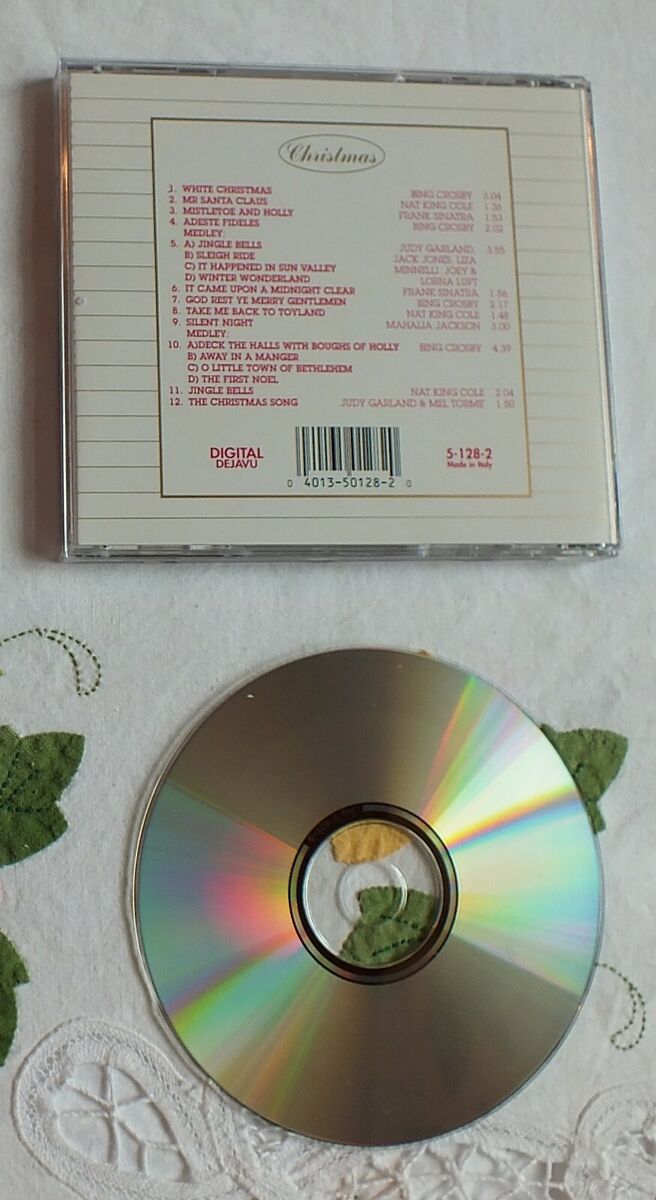 Christmas
1. WHITE CHRISTMAS BING CROSBY 3.04
2. MR SANTA CLAUS NAT KING COLE 1.36
3. MISTLETOE AND HOLLY FRANK SINATRA 1.53
4. ADESTE FIDELES BING CROSBY 2.02
MEDLEY:
5. A) JINGLE BELLS JUDY GARLAND, 3.55
B) SLEIGH RIDE JACK JONES, LIZA
C) IT HAPPENED IN SUN VALLEY MINNELLI, JOEY &
D) WINTER WONDERLAND LORNA LUFT
6. IT CAME UPON A MIDNIGHT CLEAR FRANK SINATRA 1.56
7. GOD REST YE MERRY GENTLEMEN BING CROSBY 2.17
8. TAKE ME BACK TO TOYLAND NAT KING COLE 1.48
9. SILENT NIGHT MAHALIA JACKSON 3.00
MEDLEY:
10. A)DECK THE HALLS WITH BOUGHS OF HOLLY BING CROSBY 4.39
B) AWAY IN A MANGER
C) O LITTLE TOWN OF BETHLEHEM
D) THE FIRST NOEL
11. JINGLE BELLS NAT KING COLE 2.04
12. THE CHRISTMAS SONG JUDY GARLAND & MEL TORME 1.50
DIGITAL
DEJAVU
0 4013-50128-2 0
5-128-2
Made in Italy